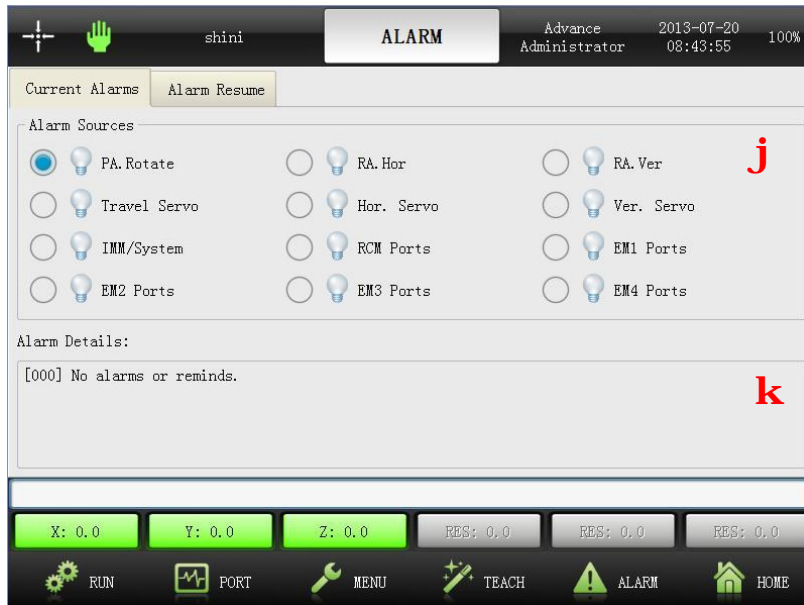 shini ALARM Advance Administrator 2013-07-20 08:43:55 100%
Current Alarms Alarm Resume
Alarm Sources
j
PA.Rotate RA.Hor RA.Ver
Travel Servo Hor. Servo Ver. Servo
IMM/System RCM Ports EM1 Ports
EM2 Ports EM3 Ports EM4 Ports
Alarm Details:
[000] No alarms or reminds.
k
X: 0.0 Y: 0.0 Z: 0.0 RES: 0.0 RES: 0.0 RES: 0.0
RUN PORT MENU TEACH ALARM HOME